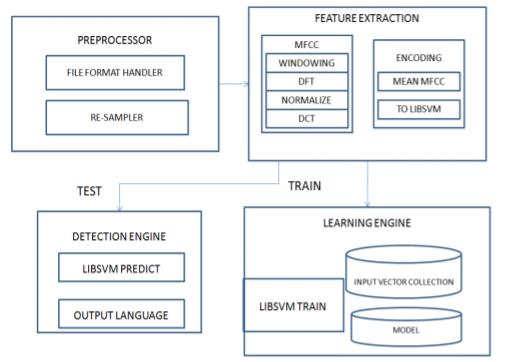 PREPROCESSOR
FILE FORMAT HANDLER
RE-SAMPLER
FEATURE EXTRACTION
MFCC
WINDOWING
DFT
NORMALIZE
DCT
ENCODING
MEAN MFCC
TO LIBSVM
TEST
TRAIN
DETECTION ENGINE
LIBSVM PREDICT
OUTPUT LANGUAGE
LEARNING ENGINE
LIBSVM TRAIN
INPUT VECTOR COLLECTION
MODEL